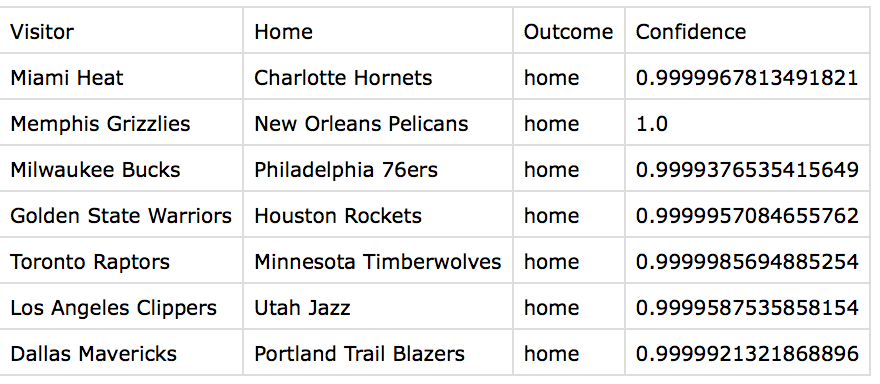 Visitor Home Outcome Confidence
Miami Heat Charlotte Hornets home 0.9999967813491821
Memphis Grizzlies New Orleans Pelicans home 1.0
Milwaukee Bucks Philadelphia 76ers home 0.9999376535415649
Golden State Warriors Houston Rockets home 0.9999957084655762
Toronto Raptors Minnesota Timberwolves home 0.9999985694885254
Los Angeles Clippers Utah Jazz home 0.9999587535858154
Dallas Mavericks Portland Trail Blazers home 0.9999921321868896